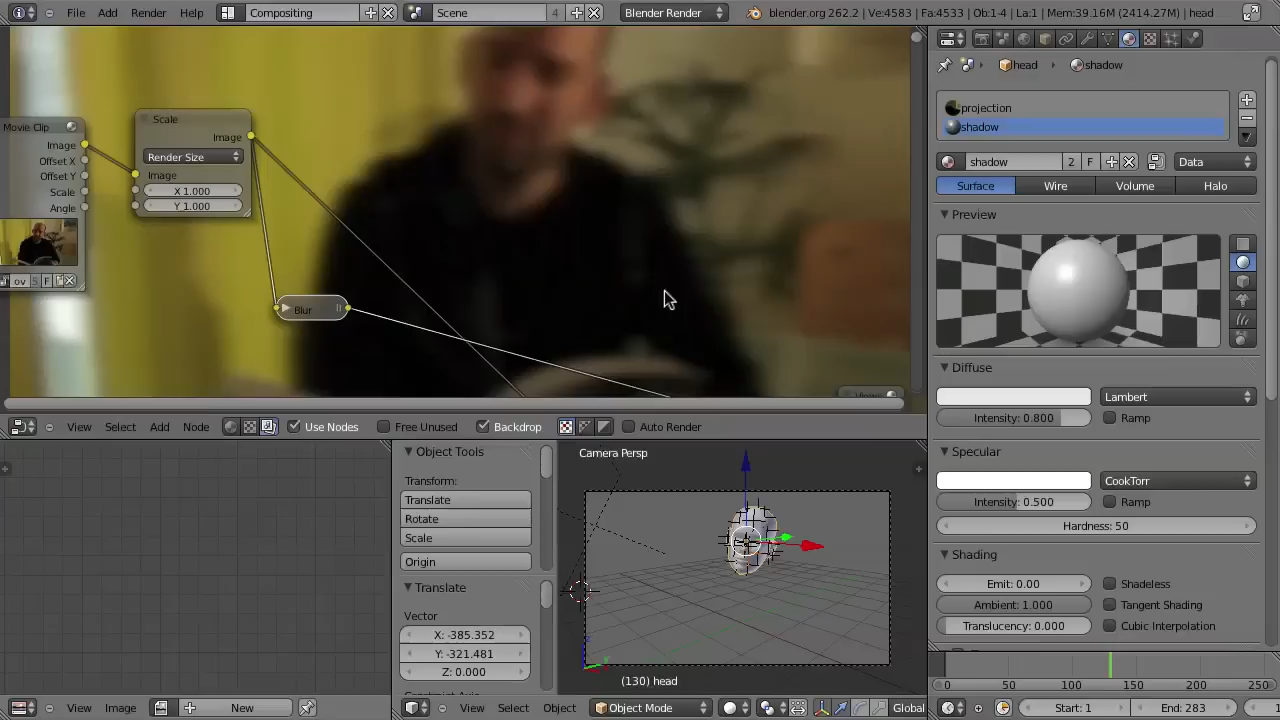 File Add Render Help Compositing Scene 4 Blender Render blender.org 262.2 | Ve:4583 | Fa:4533 | Ob:1-4 | La:1 | Mem:39.16M (2414.27M) | head
head shadow
projection
shadow
shadow 2 F Data
Surface Wire Volume Halo
Preview
Diffuse
Lambert
Intensity: 0.800 Ramp
Specular
CookTorr
Intensity: 0.500 Ramp
Hardness: 50
Shading
Emit: 0.00 Shadeless
Ambient: 1.000 Tangent Shading
Translucency: 0.000 Cubic Interpolation
0 50 100 150 200 250
Start: 1 End: 283
Movie Clip
Image
Offset X
Offset Y
Scale
Angle
ov 5 F
Scale
Image
Render Size
Image
X 1.000
Y 1.000
Blur
View Select Add Node Use Nodes Free Unused Backdrop Auto Render
View Image New
Object Tools
Transform:
Translate
Rotate
Scale
Origin
Translate
Vector
X: -385.352
Y: -321.481
Z: 0.000
Camera Persp
(130) head
View Select Object Object Mode Global